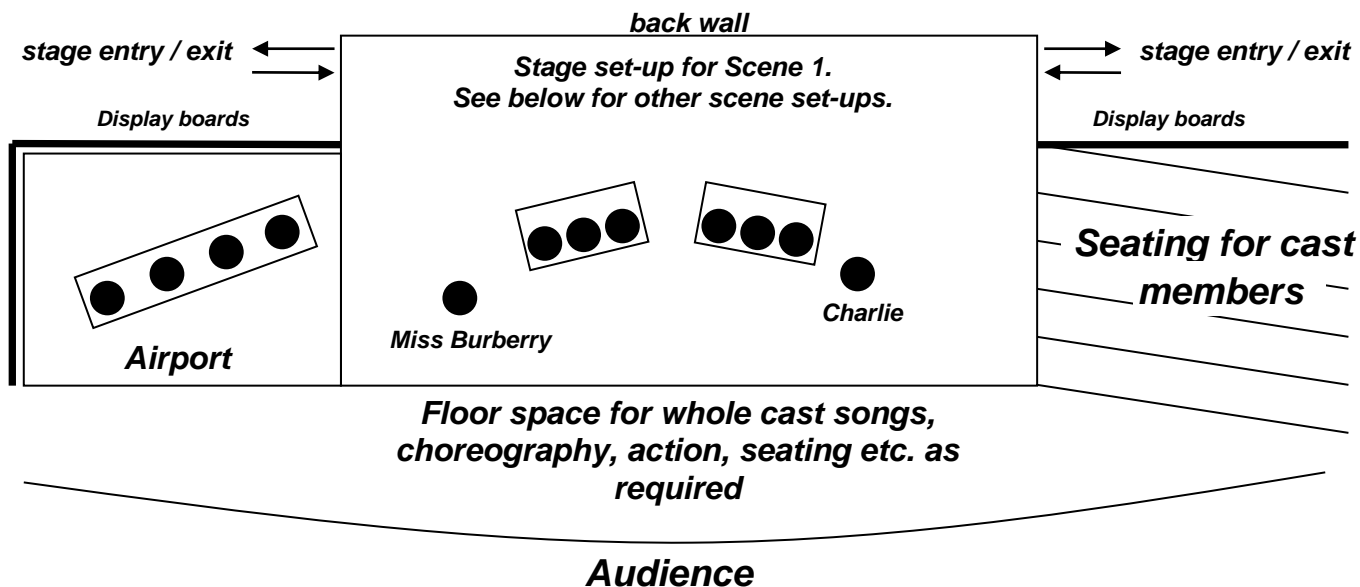 back wall
stage entry / exit
stage entry / exit
Stage set-up for Scene 1.
See below for other scene set-ups.
Display boards
Display boards
Seating for cast
members
Charlie
Miss Burberry
Airport
Floor space for whole cast songs,
choreography, action, seating etc. as
required
Audience